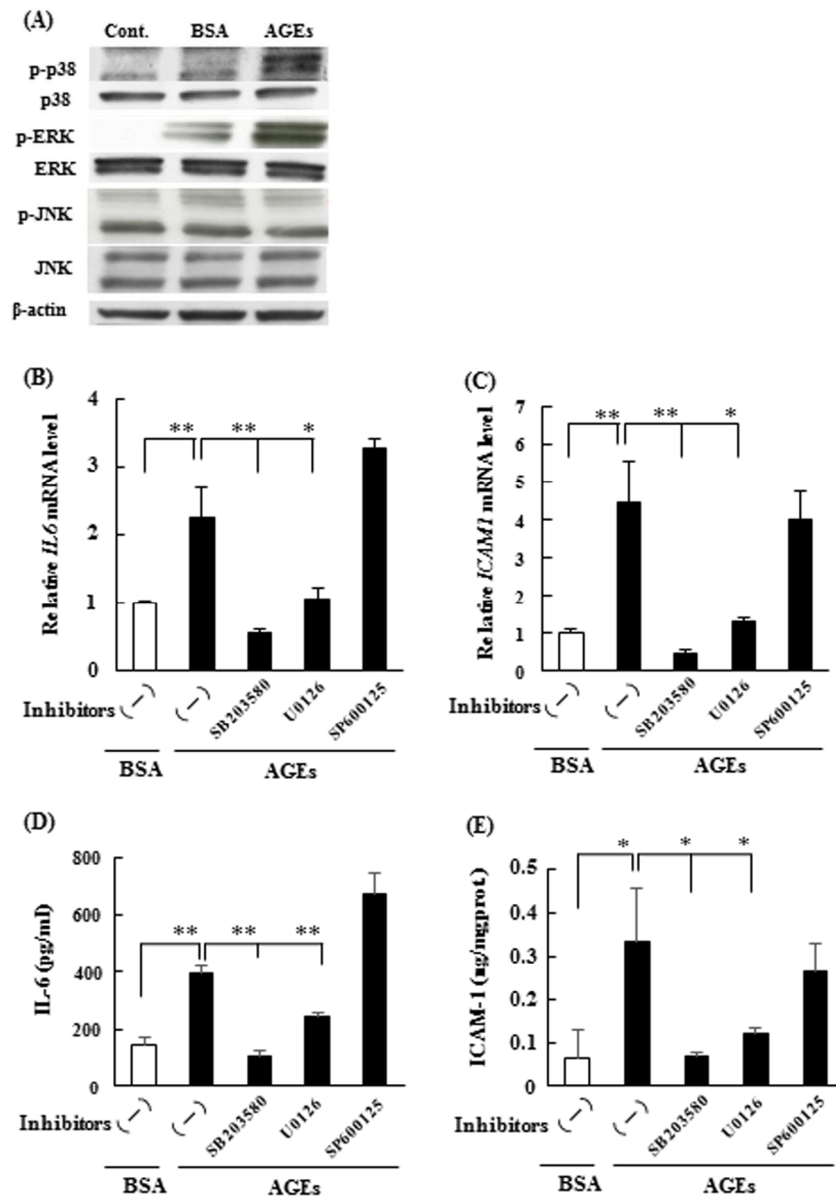 (A)
Cont. BSA AGEs
p-p38
p38
p-ERK
ERK
p-JNK
JNK
β-actin
(B)
Relative IL6 mRNA level
4
3
2
1
0
** ** *
Inhibitors (−) (−) SB203580 U0126 SP600125
BSA AGEs
(C)
Relative ICAM1 mRNA level
7
6
5
4
3
2
1
0
** ** *
Inhibitors (−) (−) SB203580 U0126 SP600125
BSA AGEs
(D)
IL-6 (pg/ml)
800
600
400
200
0
** ** **
Inhibitors (−) (−) SB203580 U0126 SP600125
BSA AGEs
(E)
ICAM-1 (ng/mgprot.)
0.5
0.4
0.3
0.1
0
* * *
Inhibitors (−) (−) SB203580 U0126 SP600125
BSA AGEs